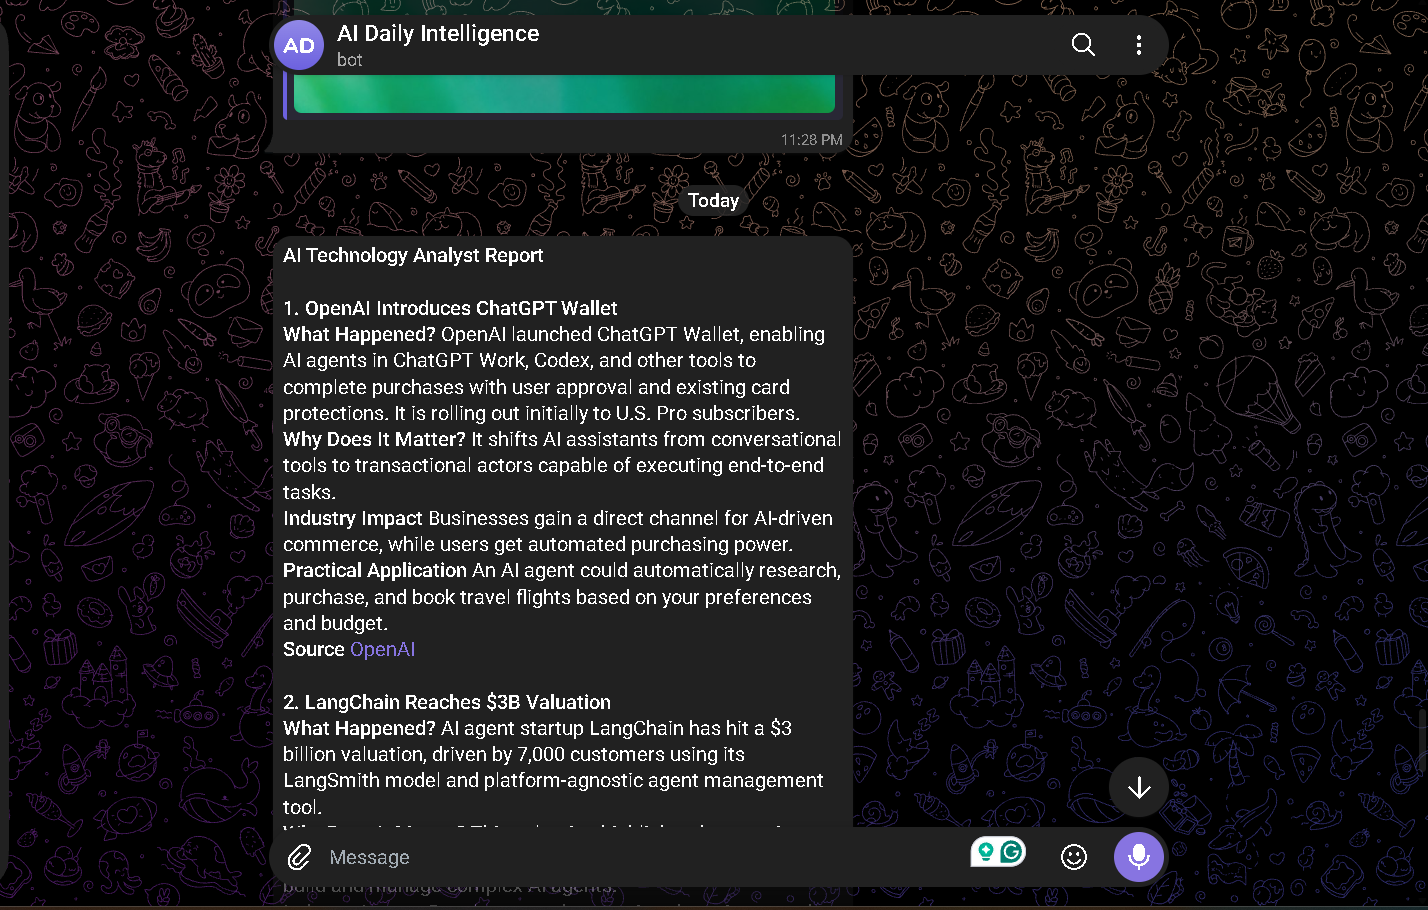 AD
AI Daily Intelligence
bot
11:28 PM
Today
AI Technology Analyst Report
1. OpenAI Introduces ChatGPT Wallet
What Happened? OpenAI launched ChatGPT Wallet, enabling
AI agents in ChatGPT Work, Codex, and other tools to
complete purchases with user approval and existing card
protections. It is rolling out initially to U.S. Pro subscribers.
Why Does It Matter? It shifts AI assistants from conversational
tools to transactional actors capable of executing end-to-end
tasks.
Industry Impact Businesses gain a direct channel for AI-driven
commerce, while users get automated purchasing power.
Practical Application An AI agent could automatically research,
purchase, and book travel flights based on your preferences
and budget.
Source OpenAI
2. LangChain Reaches $3B Valuation
What Happened? AI agent startup LangChain has hit a $3
billion valuation, driven by 7,000 customers using its
LangSmith model and platform-agnostic agent management
tool.
Message
build and manage complex AI agents.